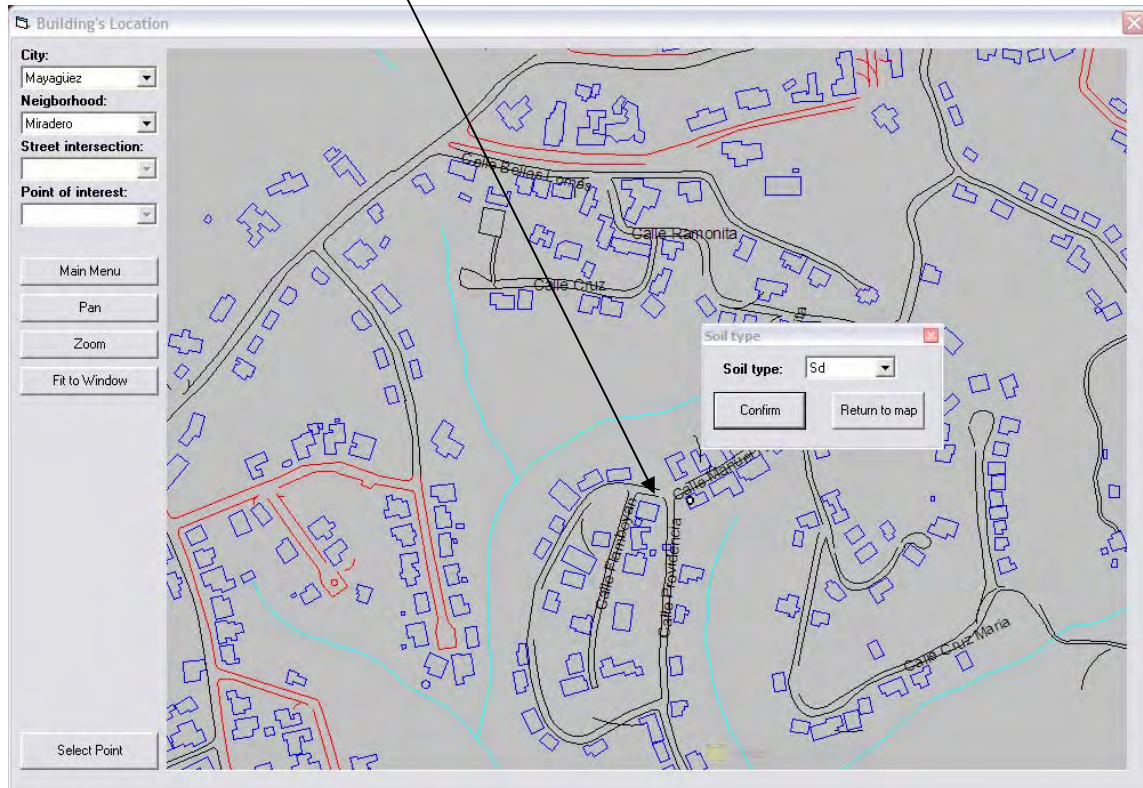 Building's Location
City:
Mayagüez
Neigborhood:
Miradero
Street intersection:
Point of interest:
Main Menu
Pan
Zoom
Fit to Window
Select Point
Calle Bellas Lomas
Calle Ramonita
Calle Cruz
Soil type
Soil type: Sd
Confirm Return to map
Calle Manuel
Calle Flamboyan
Calle Providencia
Calle Cruz Maria